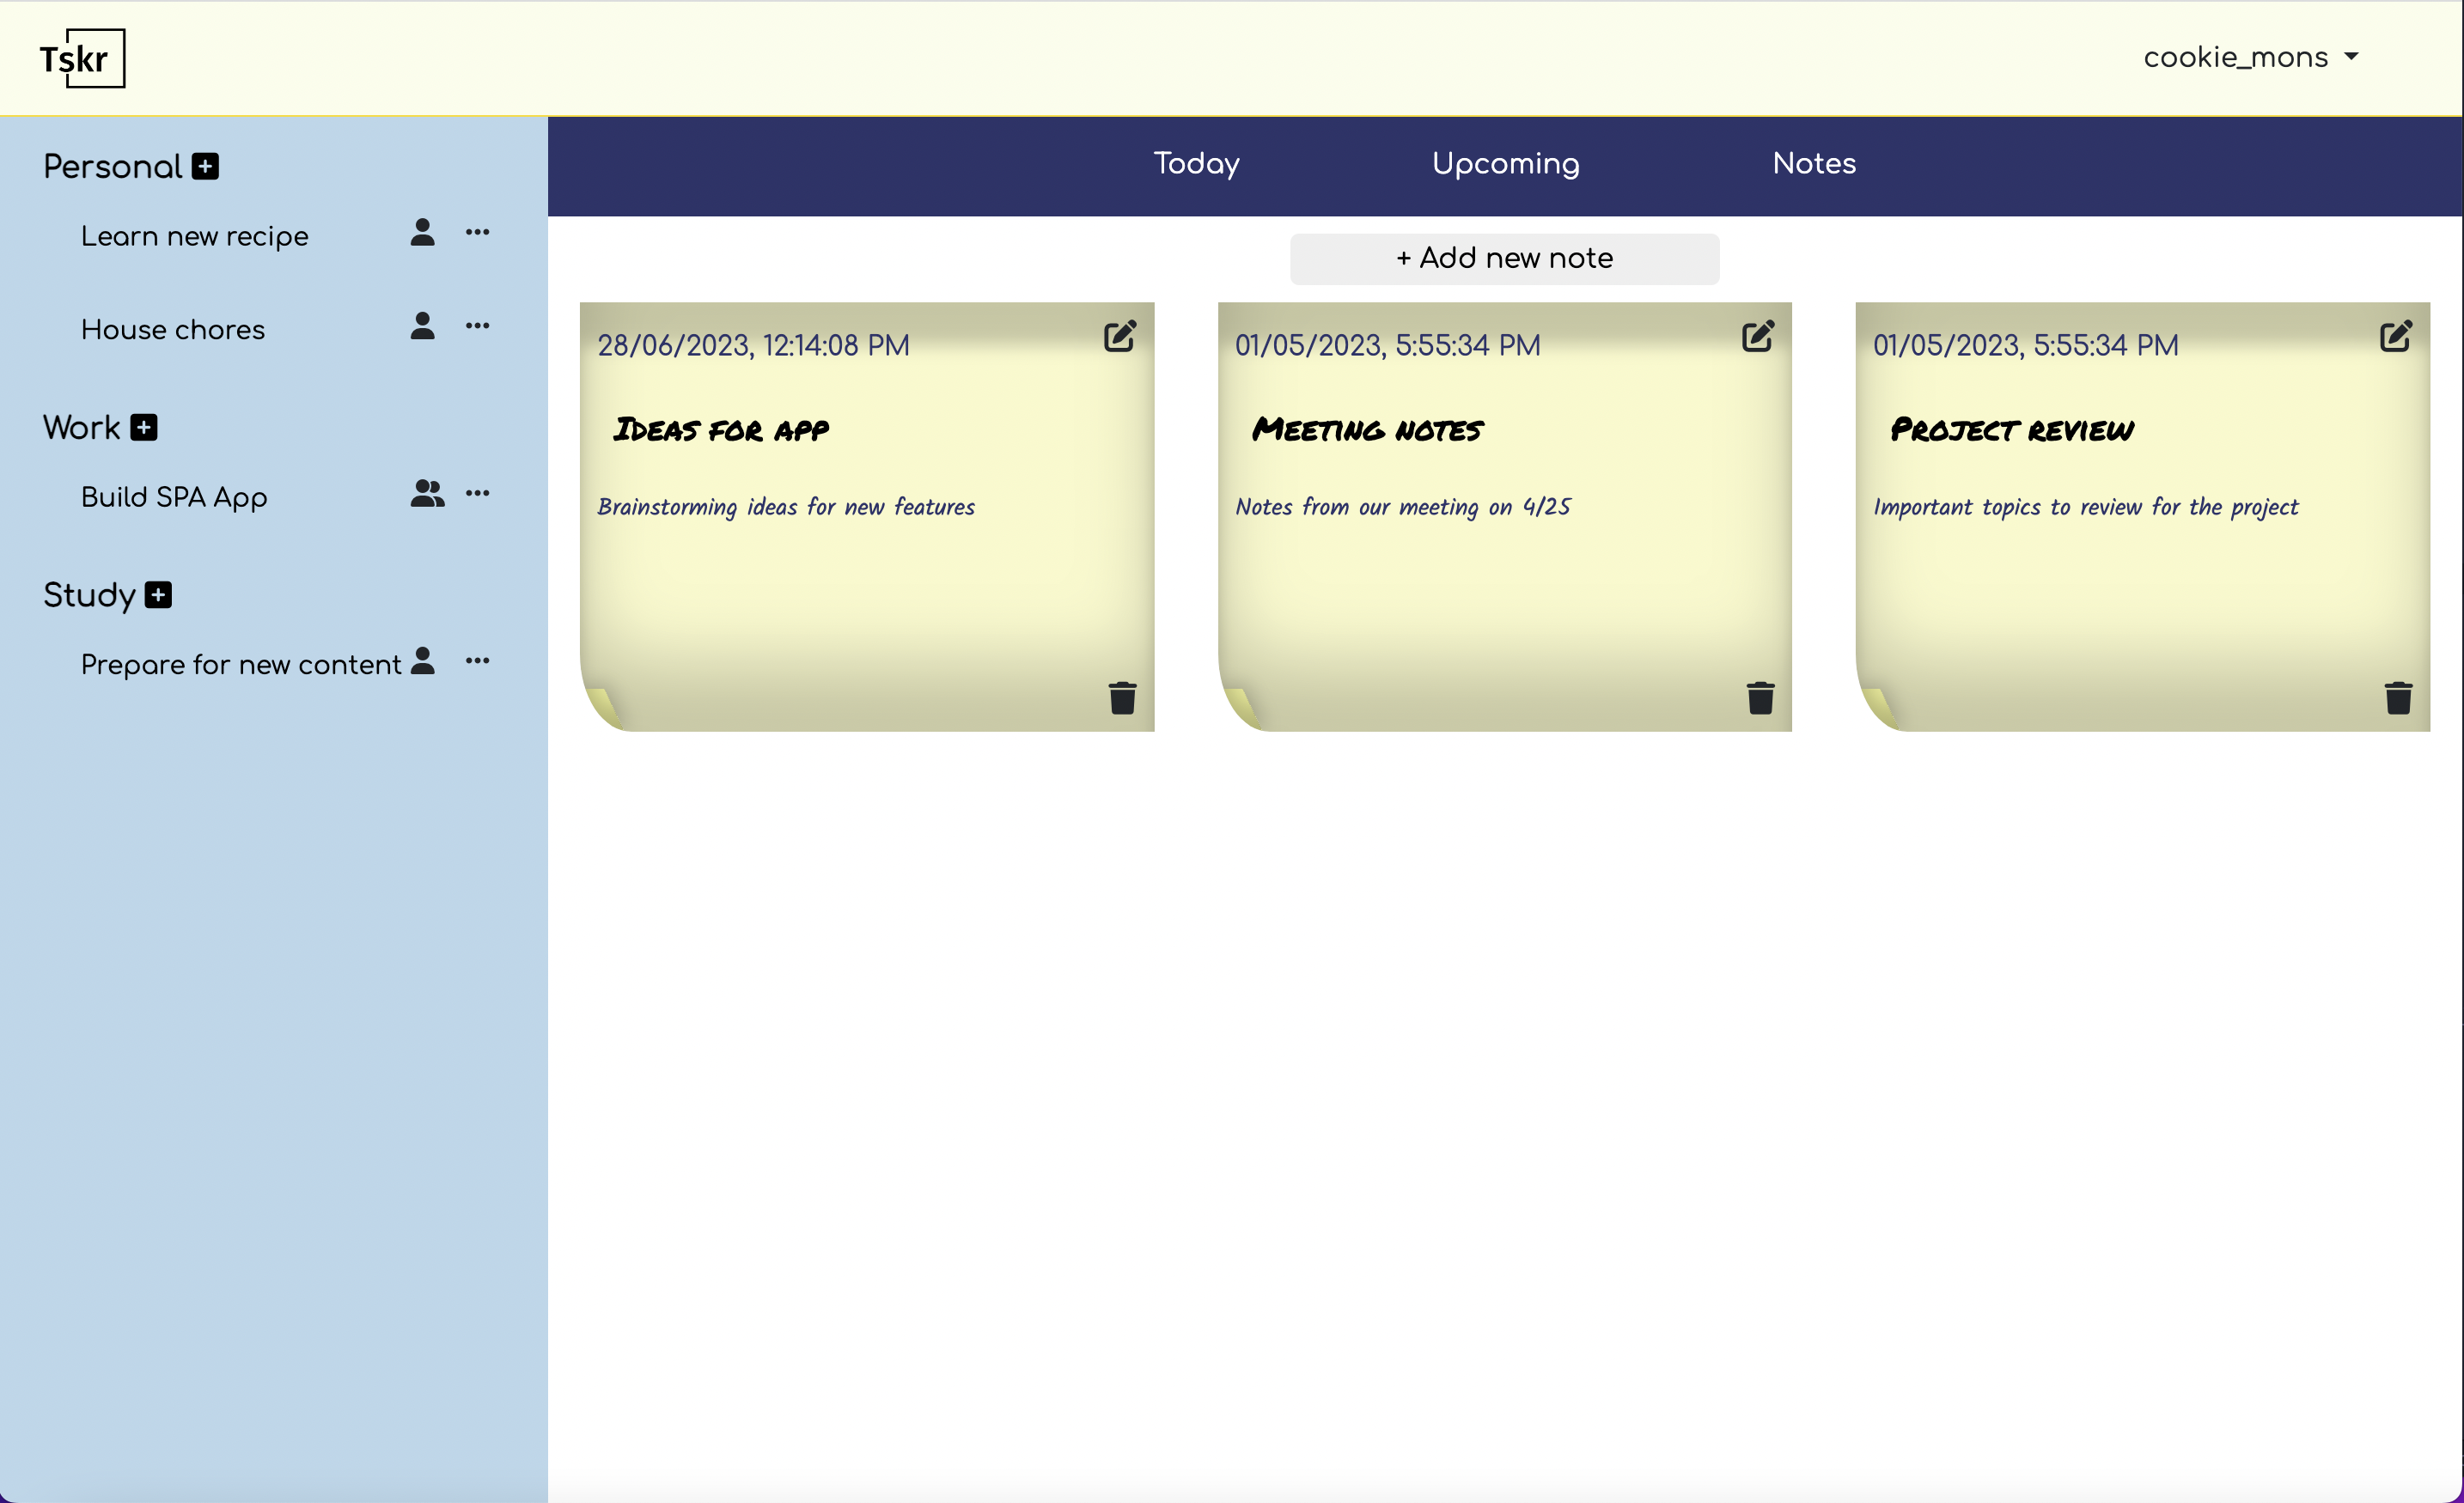 Tskr
cookie_mons
Personal
Learn new recipe
House chores
Work
Build SPA App
Study
Prepare for new content
Today Upcoming Notes
+ Add new note
28/06/2023, 12:14:08 PM
Ideas for app
Brainstorming ideas for new features
01/05/2023, 5:55:34 PM
Meeting notes
Notes from our meeting on 4/25
01/05/2023, 5:55:34 PM
Project review
Important topics to review for the project